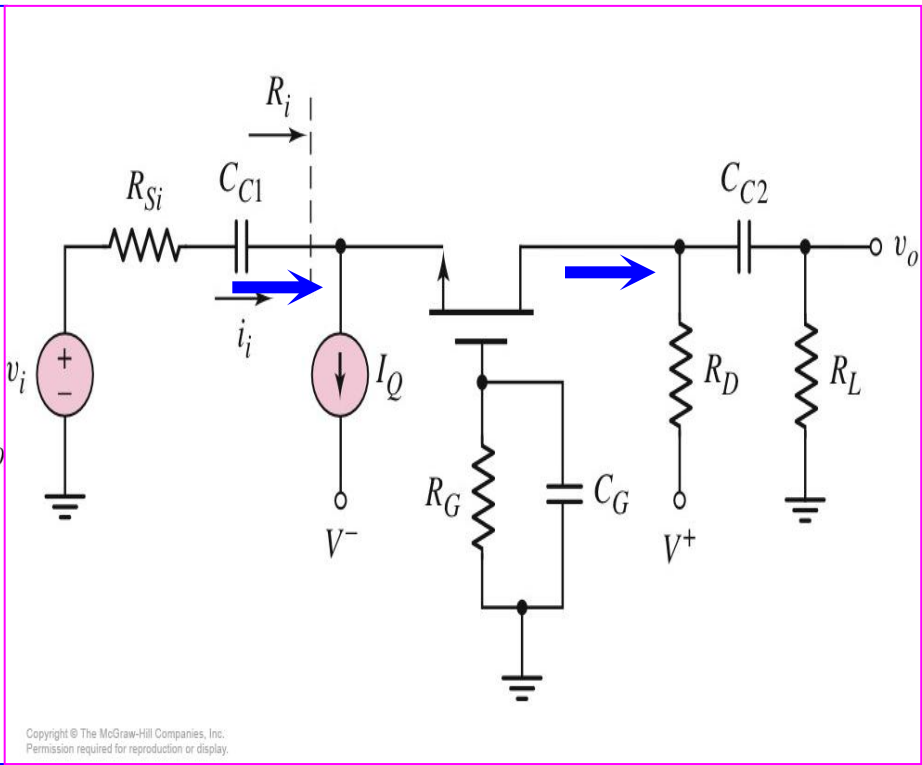 R_i
R_Si
C_C1
C_C2
v_o
i_i
v_i
+
−
I_Q
R_D
R_L
R_G
C_G
V^−
V^+
Copyright © The McGraw-Hill Companies, Inc.
Permission required for reproduction or display.